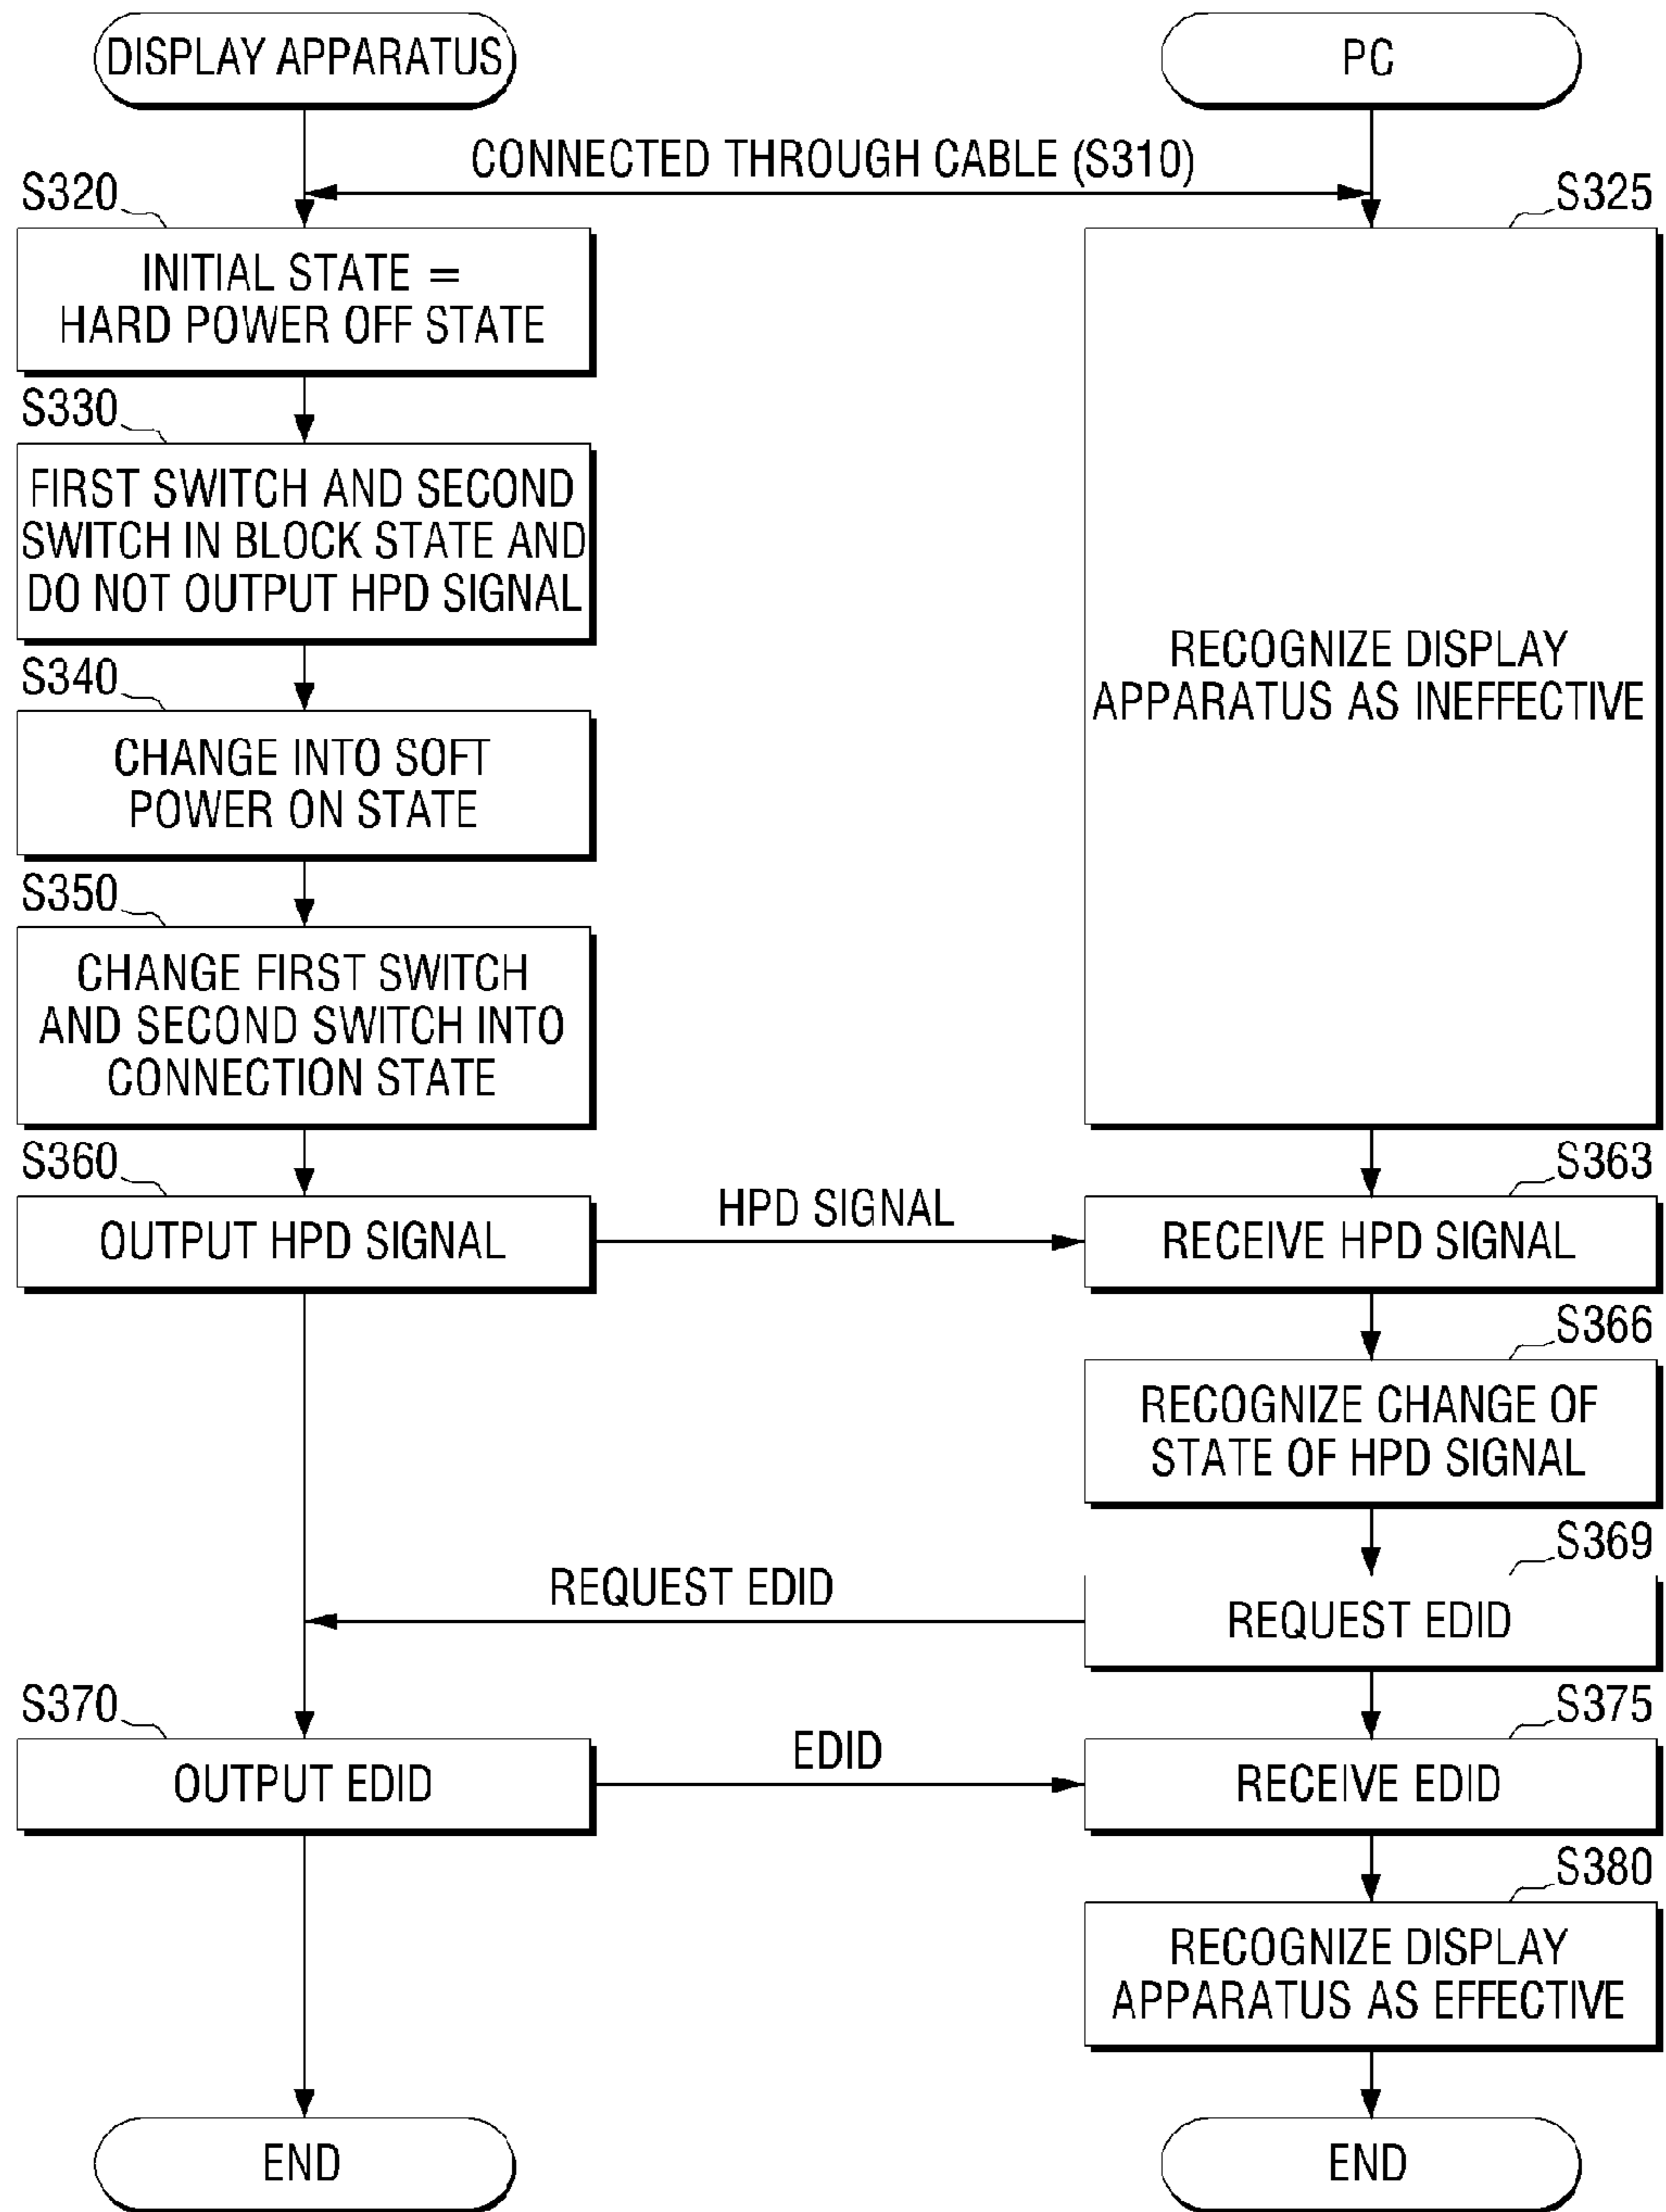 DISPLAY APPARATUS
PC
CONNECTED THROUGH CABLE (S310)
S320
INITIAL STATE =
HARD POWER OFF STATE
S325
RECOGNIZE DISPLAY
APPARATUS AS INEFFECTIVE
S330
FIRST SWITCH AND SECOND
SWITCH IN BLOCK STATE AND
DO NOT OUTPUT HPD SIGNAL
S340
CHANGE INTO SOFT
POWER ON STATE
S350
CHANGE FIRST SWITCH
AND SECOND SWITCH INTO
CONNECTION STATE
S360
OUTPUT HPD SIGNAL
HPD SIGNAL
S363
RECEIVE HPD SIGNAL
S366
RECOGNIZE CHANGE OF
STATE OF HPD SIGNAL
S369
REQUEST EDID
REQUEST EDID
S370
OUTPUT EDID
EDID
S375
RECEIVE EDID
S380
RECOGNIZE DISPLAY
APPARATUS AS EFFECTIVE
END
END